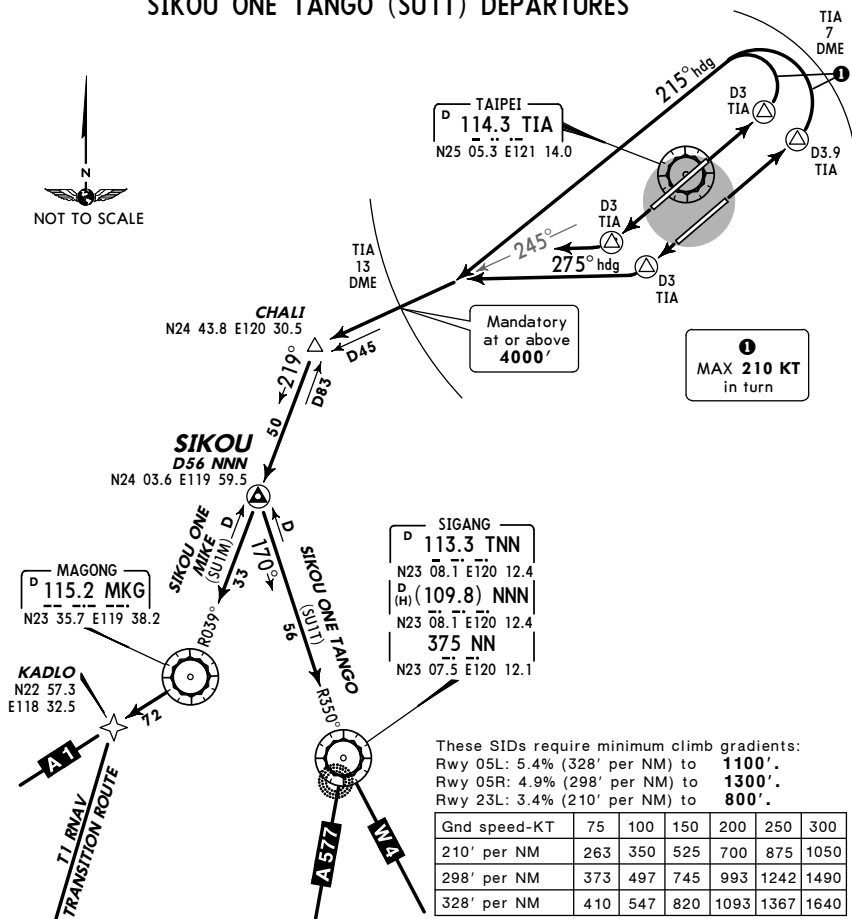 SIKOU ONE TANGO (SU1T) DEPARTURES
TIA
7
DME
❶
215° hdg
D3
TIA
D3.9
TIA
TAIPEI
D 114.3 TIA
N25 05.3 E121 14.0
N
NOT TO SCALE
D3
TIA
245°
275° hdg
D3
TIA
TIA
13
DME
CHALI
N24 43.8 E120 30.5
D45
Mandatory
at or above
4000′
❶
MAX 210 KT
in turn
219°
D83
50
SIKOU
D56 NNN
N24 03.6 E119 59.5
SIKOU ONE
MIKE
(SU1M)
D
33
D
170°
SIKOU ONE TANGO
(SU1T)
56
R039°
R350°
MAGONG
D 115.2 MKG
N23 35.7 E119 38.2
SIGANG
D 113.3 TNN
N23 08.1 E120 12.4
D (H) (109.8) NNN
N23 08.1 E120 12.4
375 NN
N23 07.5 E120 12.1
KADLO
N22 57.3
E118 32.5
72
A 1
T1 RNAV
TRANSITION ROUTE
A 577
W 4
These SIDs require minimum climb gradients:
Rwy 05L: 5.4% (328′ per NM) to 1100′.
Rwy 05R: 4.9% (298′ per NM) to 1300′.
Rwy 23L: 3.4% (210′ per NM) to 800′.
Gnd speed-KT 75 100 150 200 250 300
210′ per NM 263 350 525 700 875 1050
298′ per NM 373 497 745 993 1242 1490
328′ per NM 410 547 820 1093 1367 1640